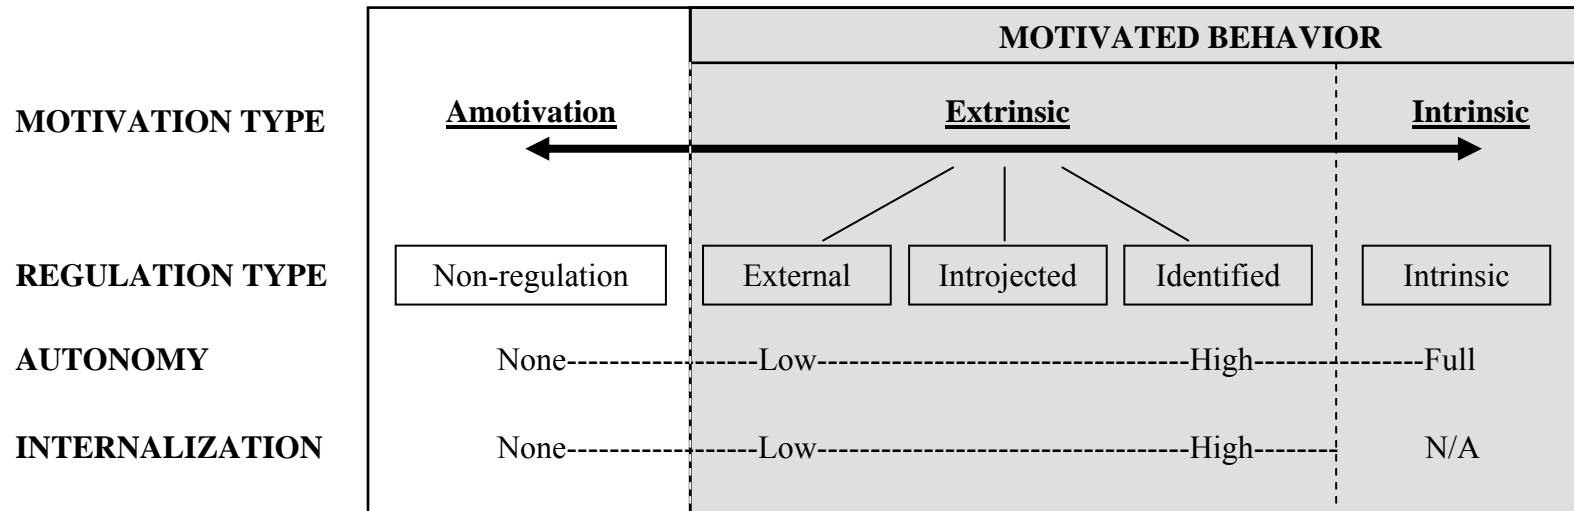 MOTIVATED BEHAVIOR
MOTIVATION TYPE Amotivation Extrinsic Intrinsic
REGULATION TYPE Non-regulation External Introjected Identified Intrinsic
AUTONOMY None-----Low-----High-----Full
INTERNALIZATION None-----Low-----High----- N/A